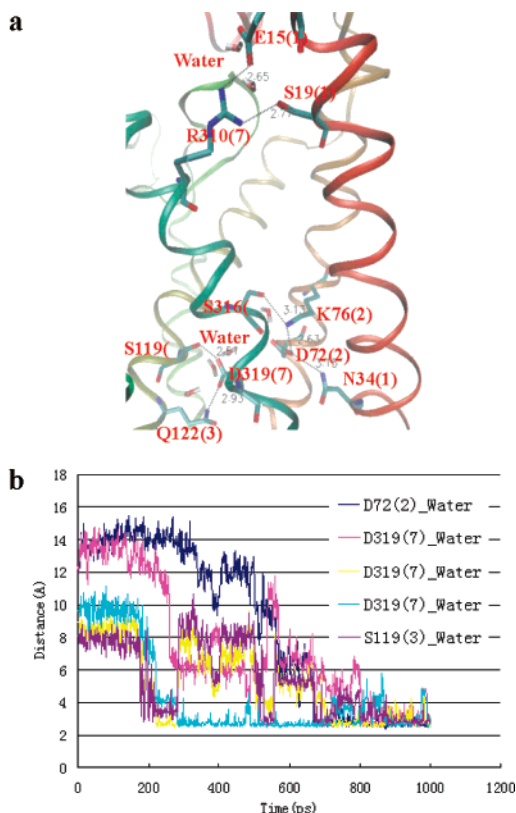 a
E15(1)
Water
2.65
S19(1)
2.77
R310(7)
S316(
3.13
K76(2)
Water
2.63
D72(2)
S119(
2.51
D319(7)
3.10
N34(1)
2.93
Q122(3)
b
18
16
14
12
10
8
6
4
2
0
Distance(A)
D72(2)_Water
D319(7)_Water
D319(7)_Water
D319(7)_Water
S119(3)_Water
0 200 400 600 800 1000 1200
Time(ps)